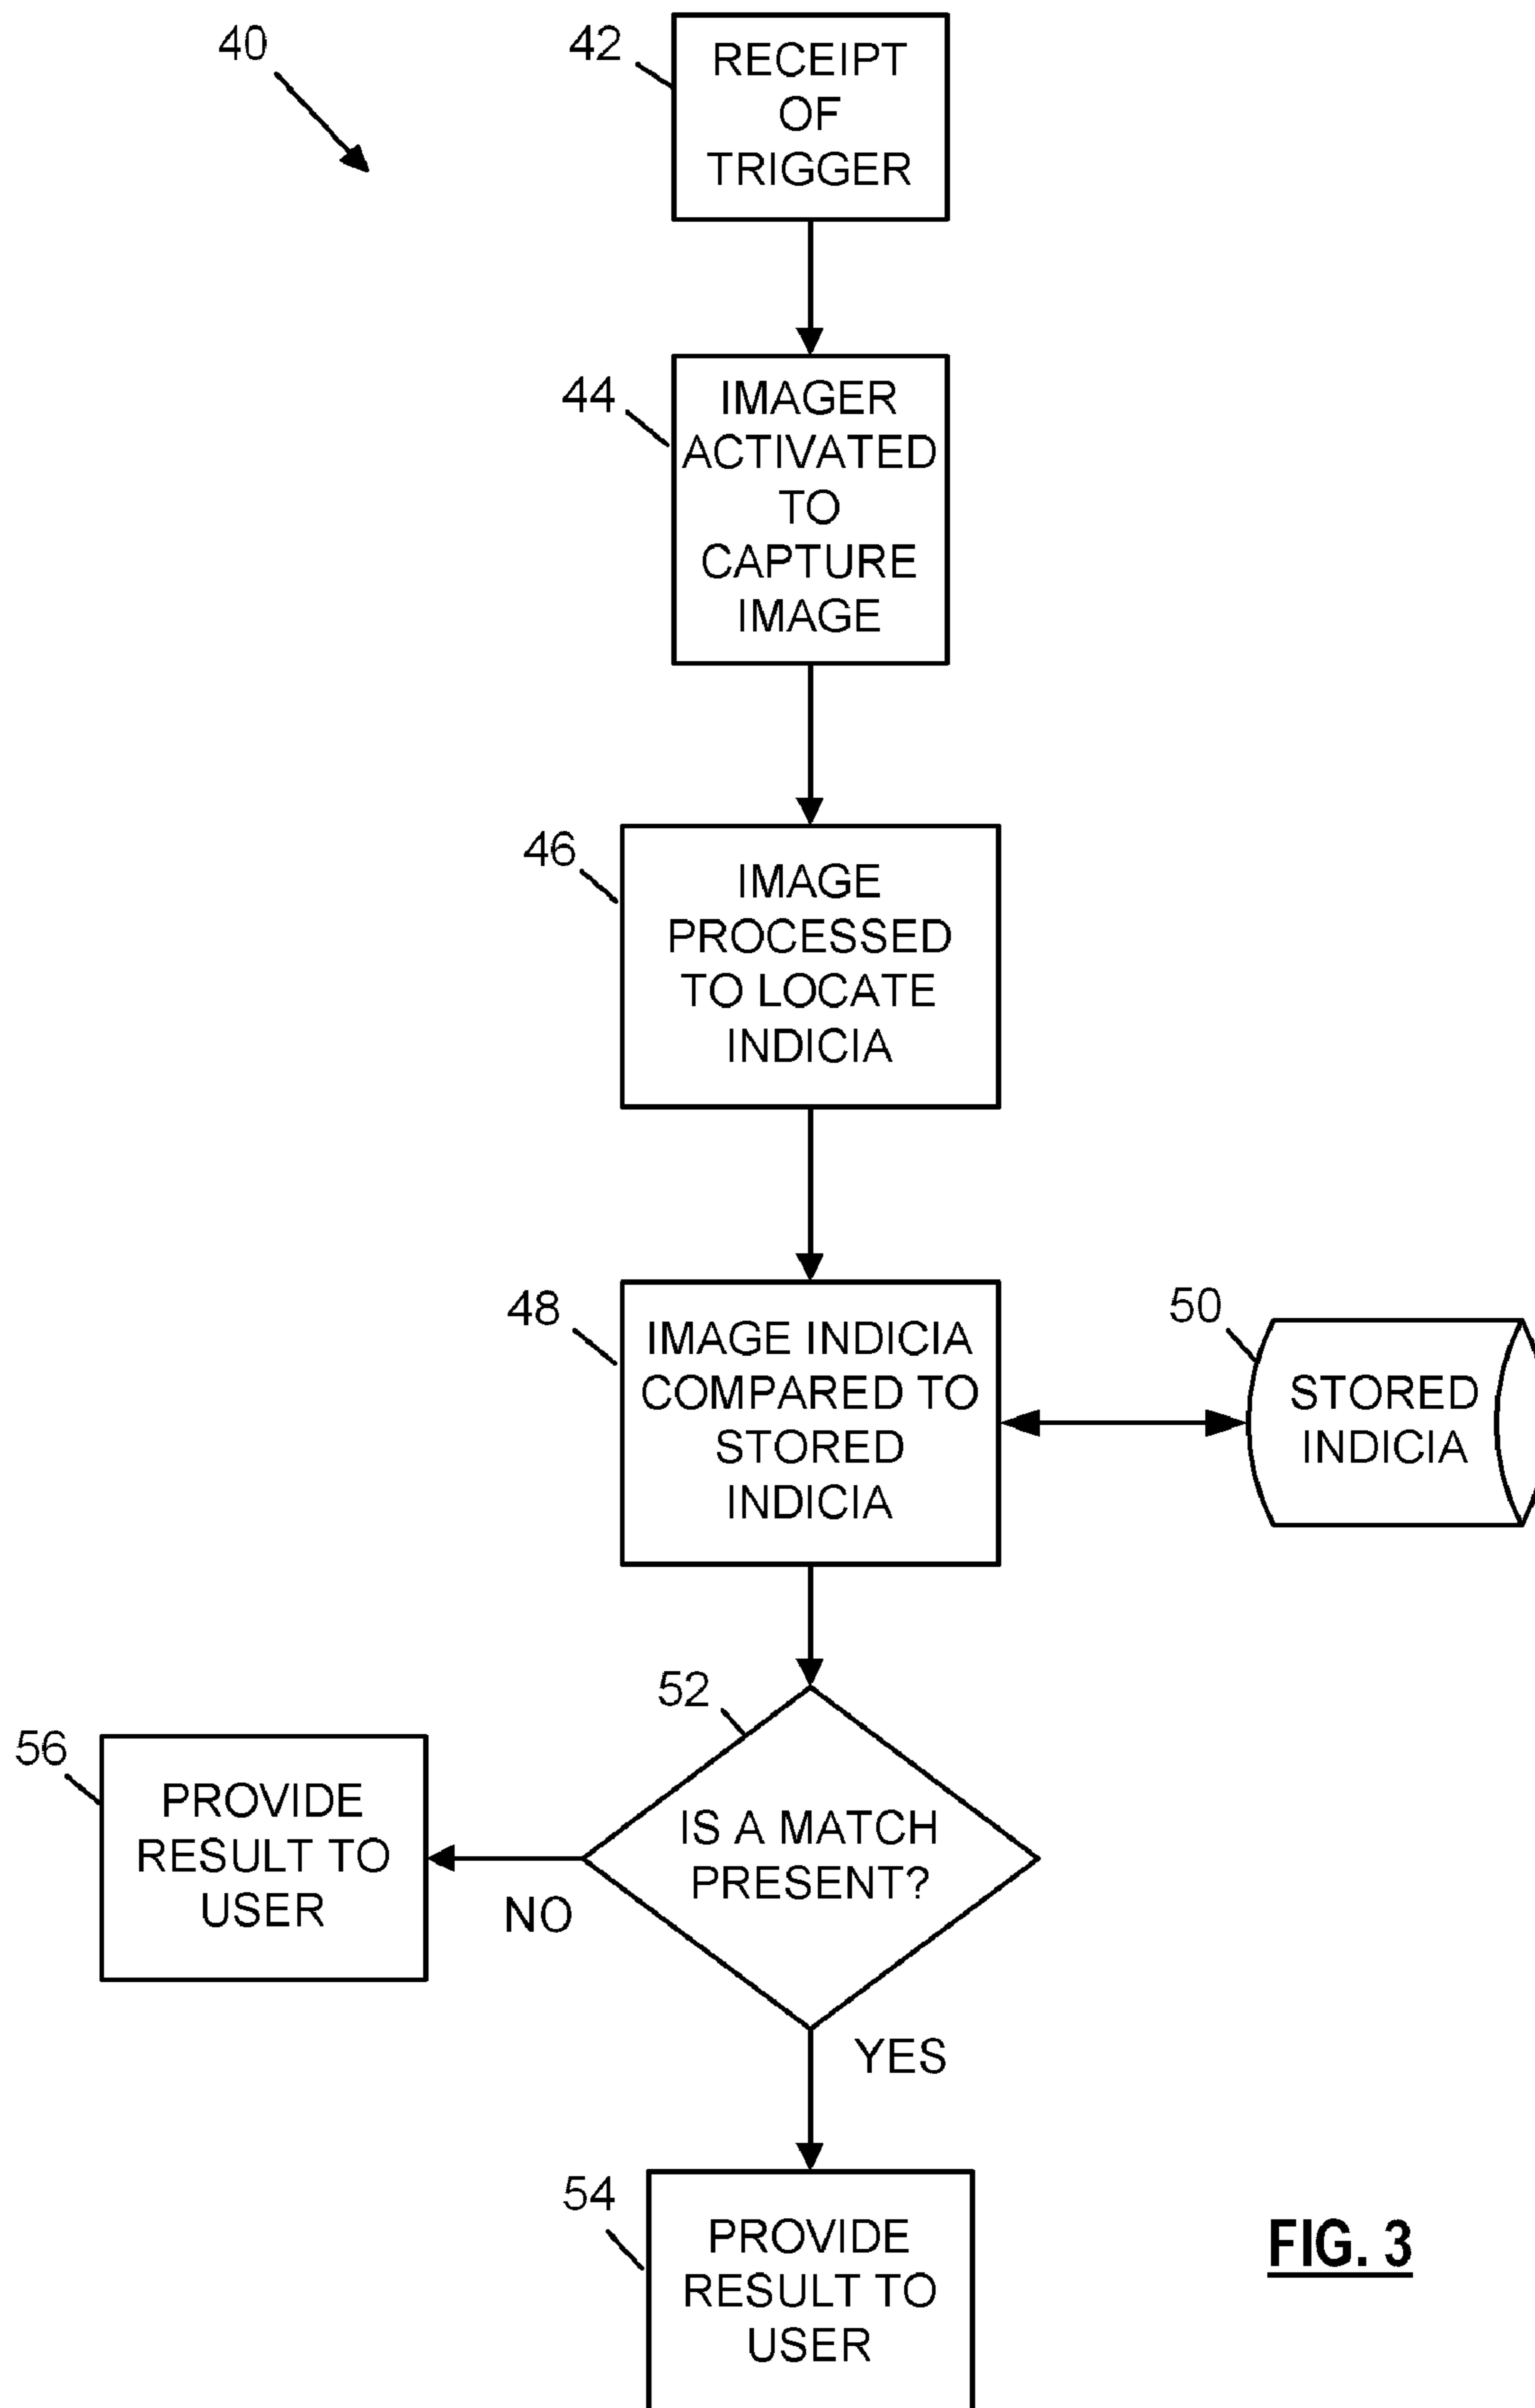 40
42
RECEIPT
OF
TRIGGER
44
IMAGER
ACTIVATED
TO
CAPTURE
IMAGE
46
IMAGE
PROCESSED
TO LOCATE
INDICIA
48
IMAGE INDICIA
COMPARED TO
STORED
INDICIA
50
STORED
INDICIA
52
IS A MATCH
PRESENT?
NO
56
PROVIDE
RESULT TO
USER
YES
54
PROVIDE
RESULT TO
USER
FIG. 3